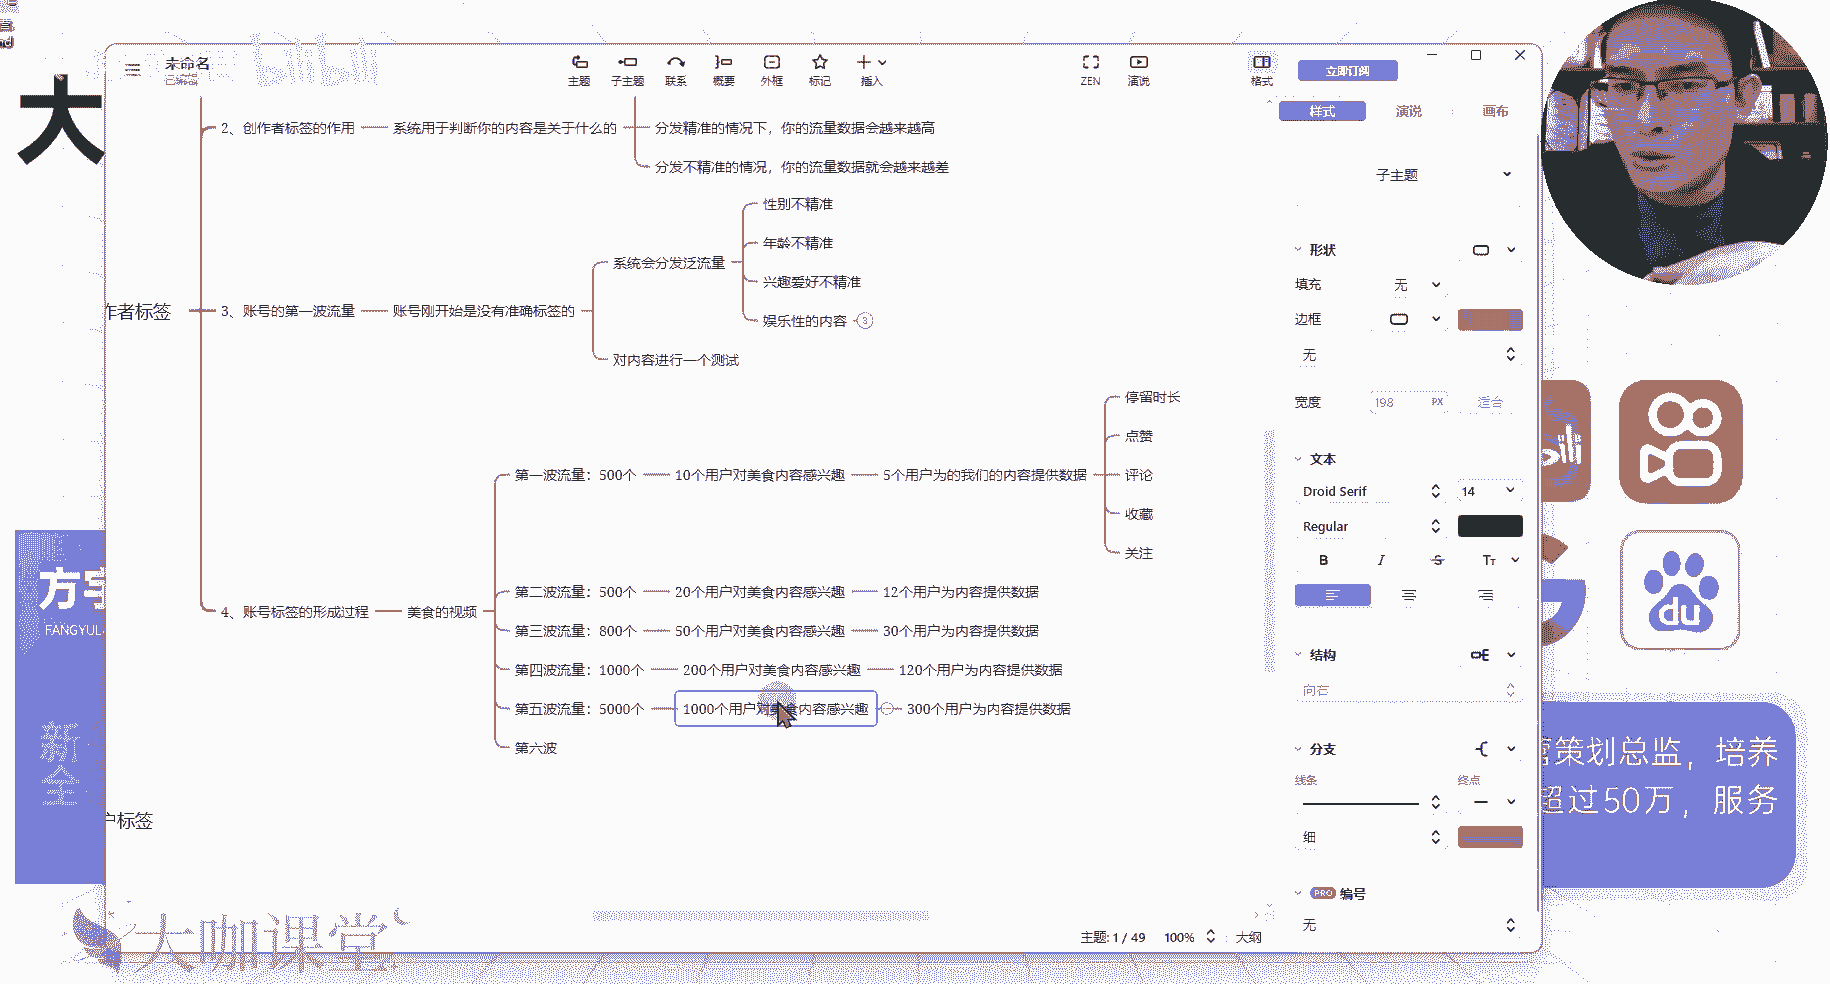 大
bilibili
未命名
已编辑
主题
子主题
联系
概要
外框
标记
插入
ZEN
演说
格式
立即订阅
样式
演说
画布
2、创作者标签的作用
系统用于判断你的内容是关于什么的
分发精准的情况下，你的流量数据会越来越高
分发不精准的情况，你的流量数据就会越来越差
作者标签
3、账号的第一波流量
账号刚开始是没有准确标签的
系统会分发泛流量
性别不精准
年龄不精准
兴趣爱好不精准
娱乐性的内容
3
对内容进行一个测试
4、账号标签的形成过程
美食的视频
第一波流量：500个
10个用户对美食内容感兴趣
5个用户为的我们的内容提供数据
停留时长
点赞
评论
收藏
关注
第二波流量：500个
20个用户对美食内容感兴趣
12个用户为内容提供数据
第三波流量：800个
50个用户对美食内容感兴趣
30个用户为内容提供数据
第四波流量：1000个
200个用户对美食内容感兴趣
120个用户为内容提供数据
第五波流量：5000个
1000个用户对美食内容感兴趣
300个用户为内容提供数据
第六波
户标签
子主题
形状
填充
无
边框
无
宽度
198
PX
适合
文本
Droid Serif
14
Regular
B
I
S
TT
结构
向右
分支
线条
终点
细
PRO 编号
无
主题: 1 / 49
100%
大纲
方宇
FANGYUL
新
全
du
营策划总监，培养
超过50万，服务
大咖课堂